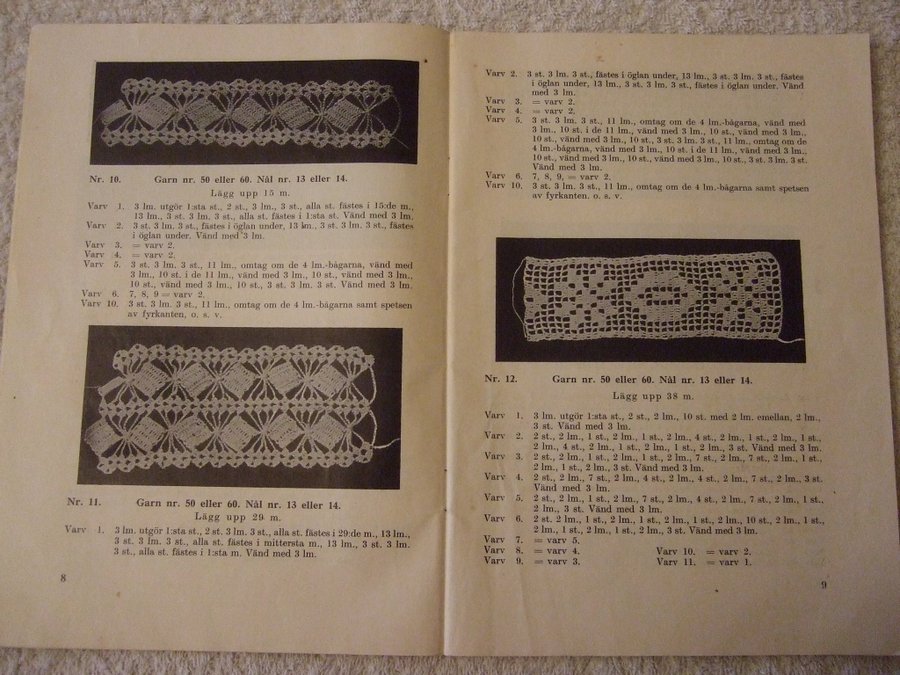 Nr. 10. Garn nr. 50 eller 60. Nål nr. 13 eller 14.
Lägg upp 15 m.
Varv 1. 3 lm. utgör 1:sta st., 2 st., 3 lm., 3 st., alla st. fästes i 15:de m.,
13 lm., 3 st. 3 lm. 3 st., alla st. fästes i 1:sta st. Vänd med 3 lm.
Varv 2. 3 st. 3 lm. 3 st., fästes i öglan under, 13 lm., 3 st. 3 lm. 3 st., fästes
i öglan under. Vänd med 3 lm.
Varv 3. = varv 2.
Varv 4. = varv 2.
Varv 5. 3 st. 3 lm. 3 st., 11 lm., omtag om de 4 lm.-bågarna, vänd med
3 lm., 10 st. i de 11 lm., vänd med 3 lm., 10 st., vänd med 3 lm.,
10 st., vänd med 3 lm., 10 st., 3 st. 3 lm. 3 st. Vänd med 3 lm.
Varv 6. 7, 8, 9 = varv 2.
Varv 10. 3 st. 3 lm. 3 st., 11 lm., omtag om de 4 lm.-bågarna samt spetsen
av fyrkanten, o. s. v.
Nr. 11. Garn nr. 50 eller 60. Nål nr. 13 eller 14.
Lägg upp 29 m.
Varv 1. 3 lm. utgör 1:sta st., 2 st. 3 lm. 3 st., alla st. fästes i 29:de m., 13 lm.,
3 st. 3 lm. 3 st., alla st. fästes i mittersta m., 13 lm., 3 st. 3 lm.
3 st., alla st. fästes i 1:sta m. Vänd med 3 lm.
8
Varv 2. 3 st. 3 lm. 3 st., fästes i öglan under, 13 lm., 3 st. 3 lm. 3 st., fästes
i öglan under, 13 lm., 3 st. 3 lm. 3 st., fästes i öglan under. Vänd
med 3 lm.
Varv 3. = varv 2.
Varv 4. = varv 2.
Varv 5. 3 st. 3 lm. 3 st., 11 lm., omtag om de 4 lm.-bågarna, vänd med
3 lm., 10 st. i de 11 lm., vänd med 3 lm., 10 st., vänd med 3 lm.,
10 st., vänd med 3 lm., 10 st., 3 st. 3 lm. 3 st., 11 lm., omtag om de
4 lm.-bågarna, vänd med 3 lm., 10 st. i de 11 lm., vänd med 3 lm.,
10 st., vänd med 3 lm., 10 st., vänd med 3 lm., 10 st., 3 st. 3 lm. 3 st.
Vänd med 3 lm.
Varv 6. 7, 8, 9, = varv 2.
Varv 10. 3 st. 3 lm. 3 st., 11 lm., omtag om de 4 lm.-bågarna samt spetsen
av fyrkanten. o. s. v.
Nr. 12. Garn nr. 50 eller 60. Nål nr. 13 eller 14.
Lägg upp 38 m.
Varv 1. 3 lm. utgör 1:sta st., 2 st., 2 lm., 10 st. med 2 lm. emellan, 2 lm.,
3 st. Vänd med 3 lm.
Varv 2. 2 st., 2 lm., 1 st., 2 lm., 1 st., 2 lm., 4 st., 2 lm., 1 st., 2 lm., 1 st.,
2 lm., 4 st., 2 lm., 1 st., 2 lm., 1 st., 2 lm., 3 st. Vänd med 3 lm.
Varv 3. 2 st., 2 lm., 1 st., 2 lm., 1 st., 2 lm., 7 st., 2 lm., 7 st., 2 lm., 1 st.,
2 lm., 1 st., 2 lm., 3 st. Vänd med 3 lm.
Varv 4. 2 st., 2 lm., 7 st., 2 lm., 4 st., 2 lm., 4 st., 2 lm., 7 st., 2 lm., 3 st.
Vänd med 3 lm.
Varv 5. 2 st., 2 lm., 1 st., 2 lm., 7 st., 2 lm., 4 st., 2 lm., 7 st., 2 lm., 1 st.,
2 lm., 3 st. Vänd med 3 lm.
Varv 6. 2 st. 2 lm., 1 st., 2 lm., 1 st., 2 lm., 1 st., 2 lm., 10 st., 2 lm., 1 st.,
2 lm., 1 st., 2 lm., 1 st., 2 lm., 3 st. Vänd med 3 lm.
Varv 7. = varv 5.
Varv 8. = varv 4. Varv 10. = varv 2.
Varv 9. = varv 3. Varv 11. = varv 1.
9